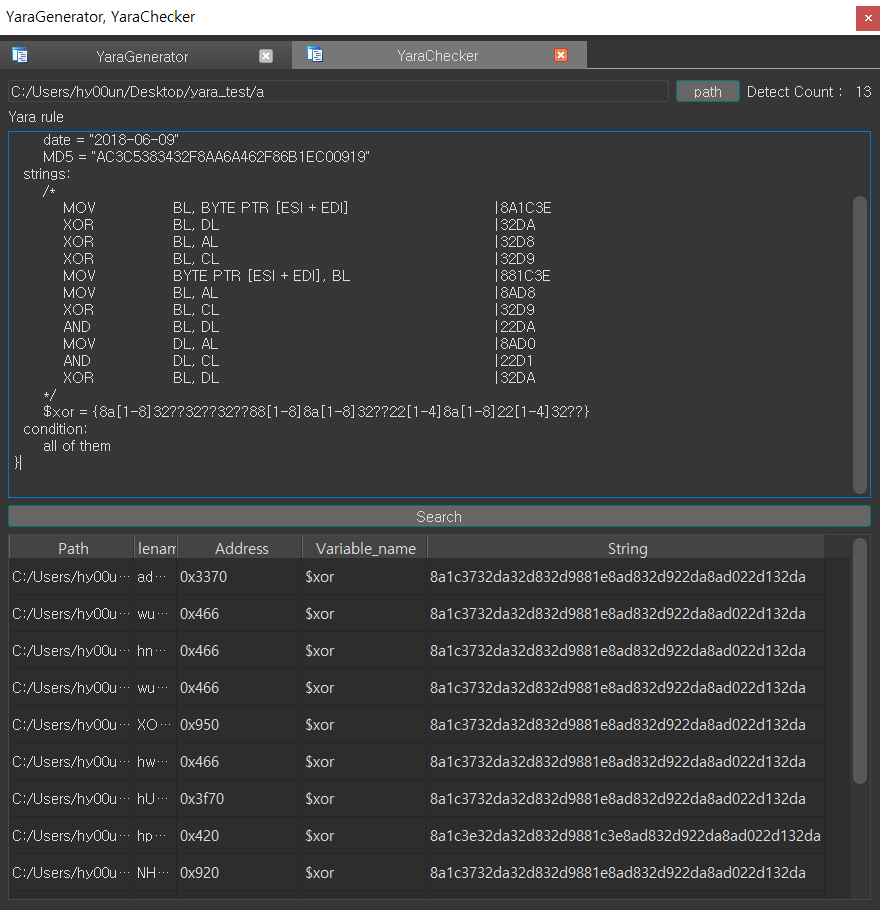 YaraGenerator, YaraChecker
YaraGenerator YaraChecker
C:/Users/hy00un/Desktop/yara_test/a path Detect Count : 13
Yara rule
date = "2018-06-09"
MD5 = "AC3C5383432F8AA6A462F86B1EC00919"
strings:
/*
MOV BL, BYTE PTR [ESI + EDI] |8A1C3E
XOR BL, DL |32DA
XOR BL, AL |32D8
XOR BL, CL |32D9
MOV BYTE PTR [ESI + EDI], BL |881C3E
MOV BL, AL |8AD8
XOR BL, CL |32D9
AND BL, DL |22DA
MOV DL, AL |8AD0
AND DL, CL |22D1
XOR BL, DL |32DA
*/
$xor = {8a[1-8]32??32??32??88[1-8]8a[1-8]32??22[1-4]8a[1-8]22[1-4]32??}
condition:
all of them
}
Search
Path lenam Address Variable_name String
C:/Users/hy00u… ad… 0x3370 $xor 8a1c3732da32d832d9881e8ad832d922da8ad022d132da
C:/Users/hy00u… wu… 0x466 $xor 8a1c3732da32d832d9881e8ad832d922da8ad022d132da
C:/Users/hy00u… hn… 0x466 $xor 8a1c3732da32d832d9881e8ad832d922da8ad022d132da
C:/Users/hy00u… wu… 0x466 $xor 8a1c3732da32d832d9881e8ad832d922da8ad022d132da
C:/Users/hy00u… XO… 0x950 $xor 8a1c3732da32d832d9881e8ad832d922da8ad022d132da
C:/Users/hy00u… hw… 0x466 $xor 8a1c3732da32d832d9881e8ad832d922da8ad022d132da
C:/Users/hy00u… hU… 0x3f70 $xor 8a1c3732da32d832d9881e8ad832d922da8ad022d132da
C:/Users/hy00u… hp… 0x420 $xor 8a1c3e32da32d832d9881c3e8ad832d922da8ad022d132da
C:/Users/hy00u… NH… 0x920 $xor 8a1c3732da32d832d9881e8ad832d922da8ad022d132da